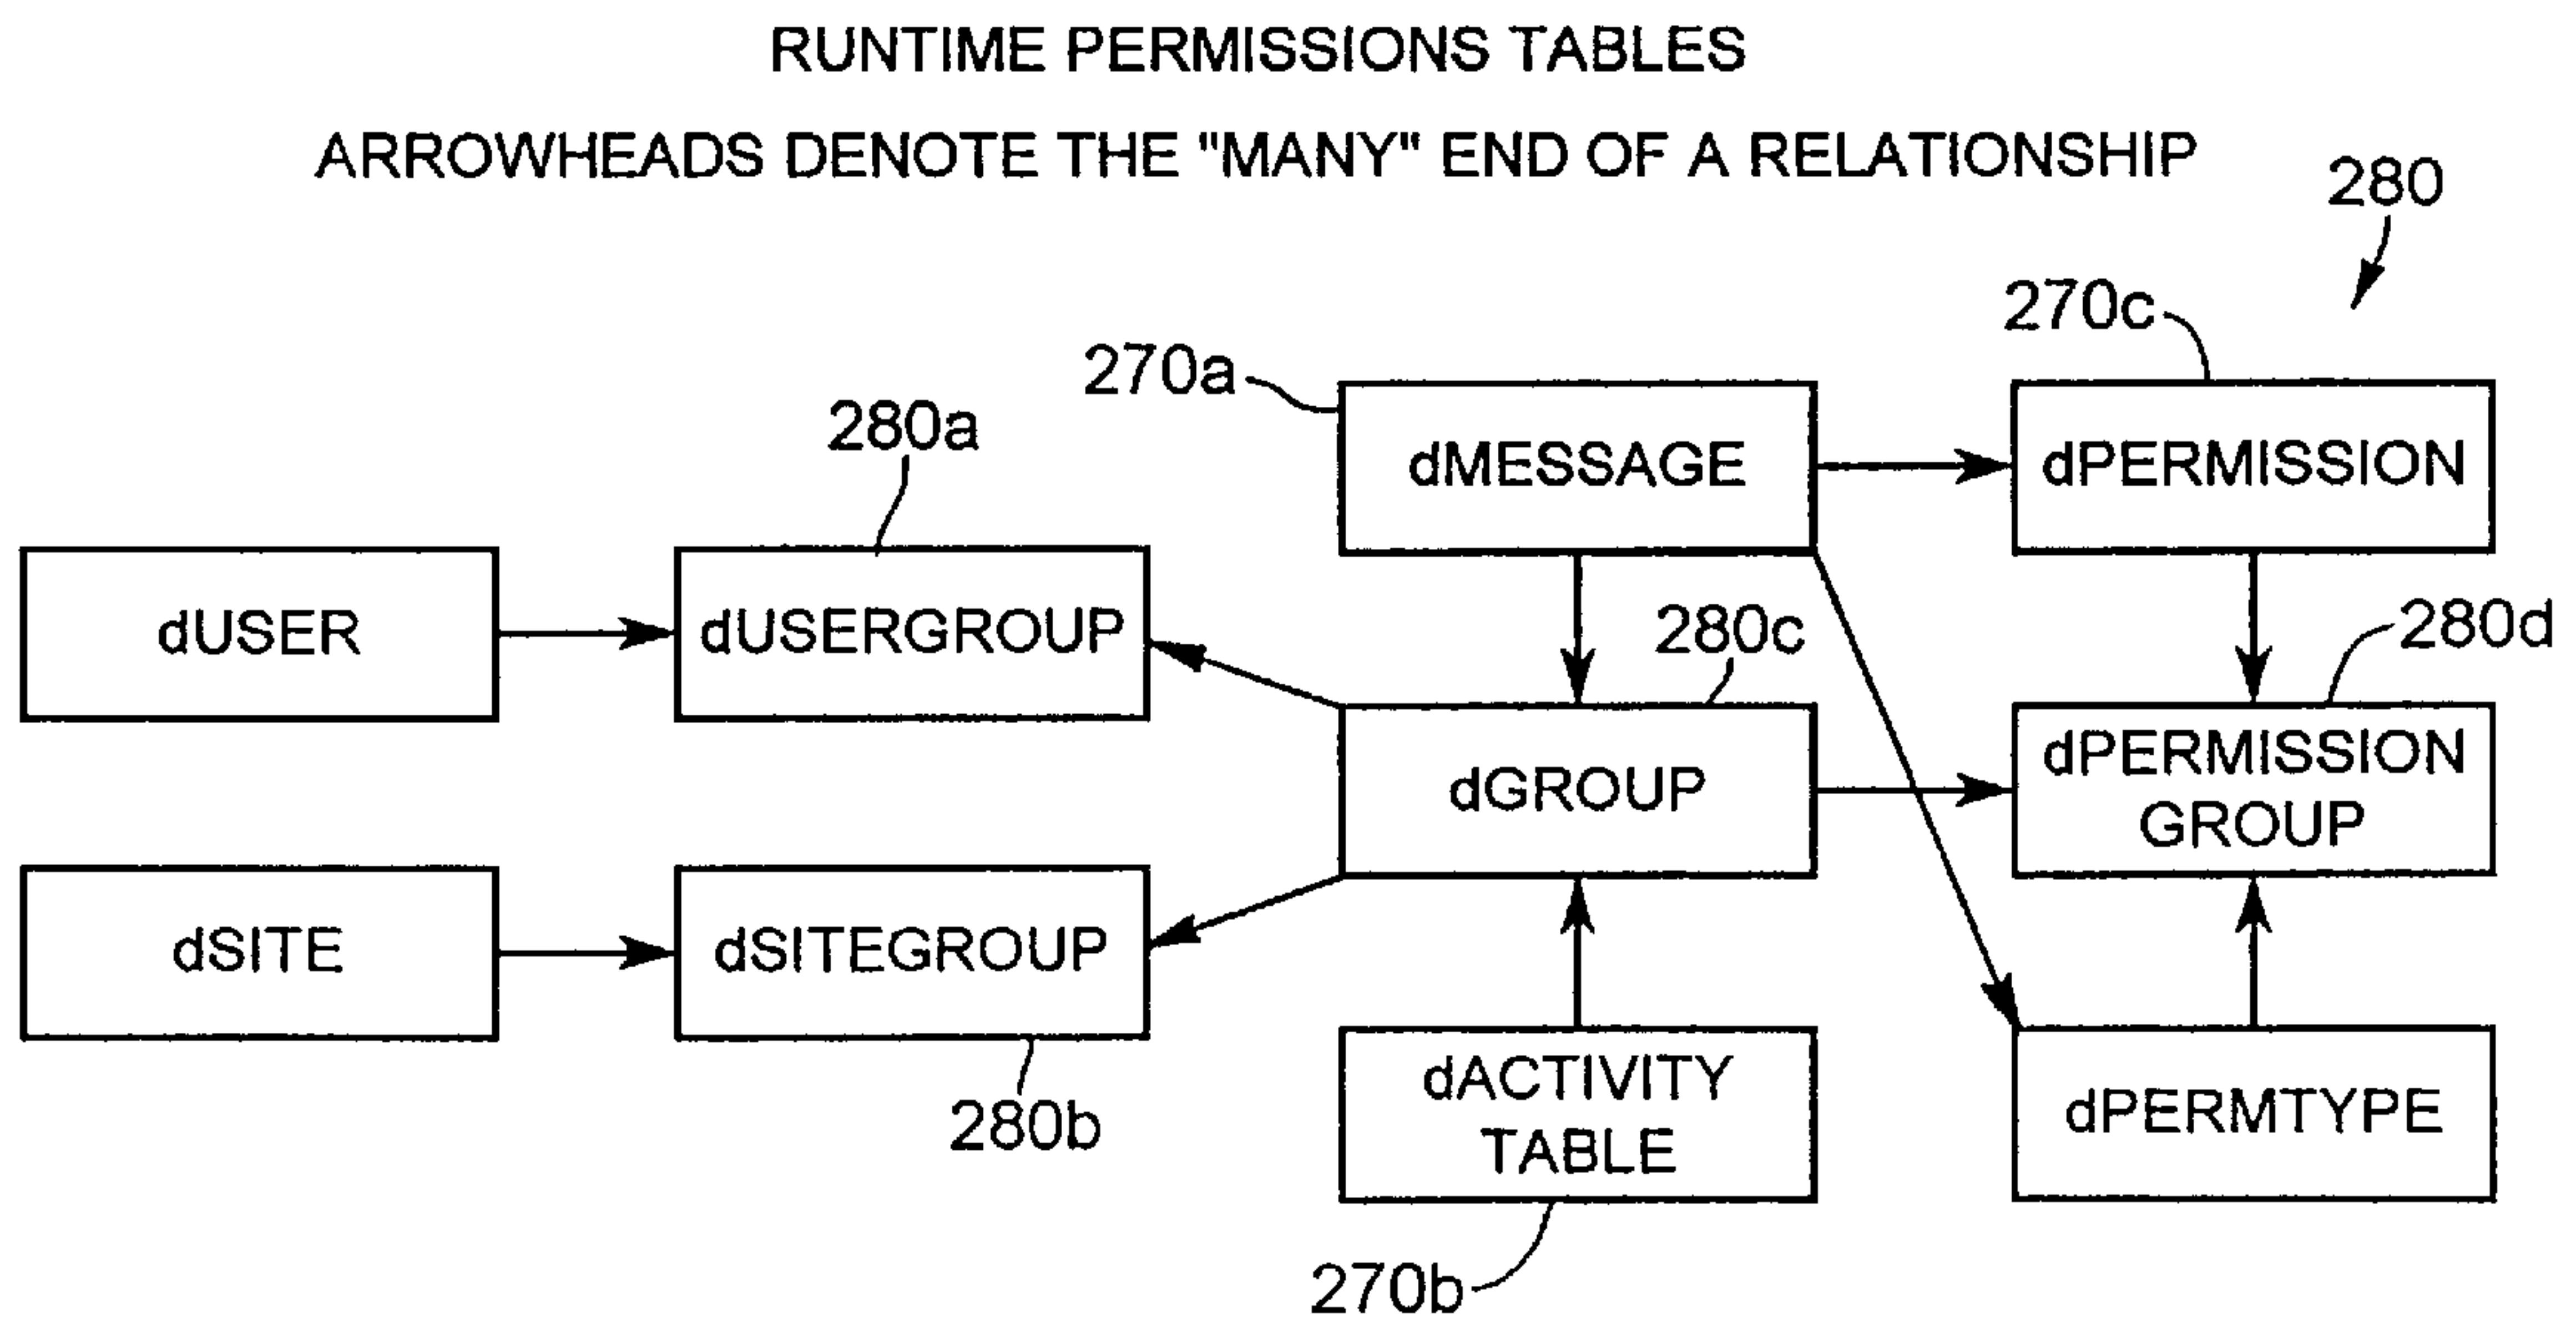 RUNTIME PERMISSIONS TABLES
ARROWHEADS DENOTE THE "MANY" END OF A RELATIONSHIP
280
270c
270a
280a
dMESSAGE
dPERMISSION
dUSER
dUSERGROUP
280c
280d
dGROUP
dPERMISSION
GROUP
dSITE
dSITEGROUP
280b
dACTIVITY
TABLE
dPERMTYPE
270b